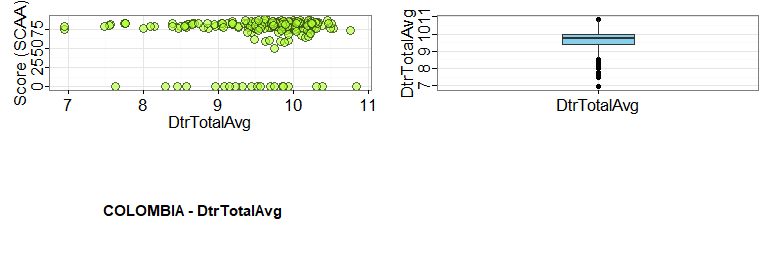 Score (SCAA)
0 25 50 75
7 8 9 10 11
DtrTotalAvg
DtrTotalAvg
7 8 9 10 11
DtrTotalAvg
COLOMBIA - DtrTotalAvg